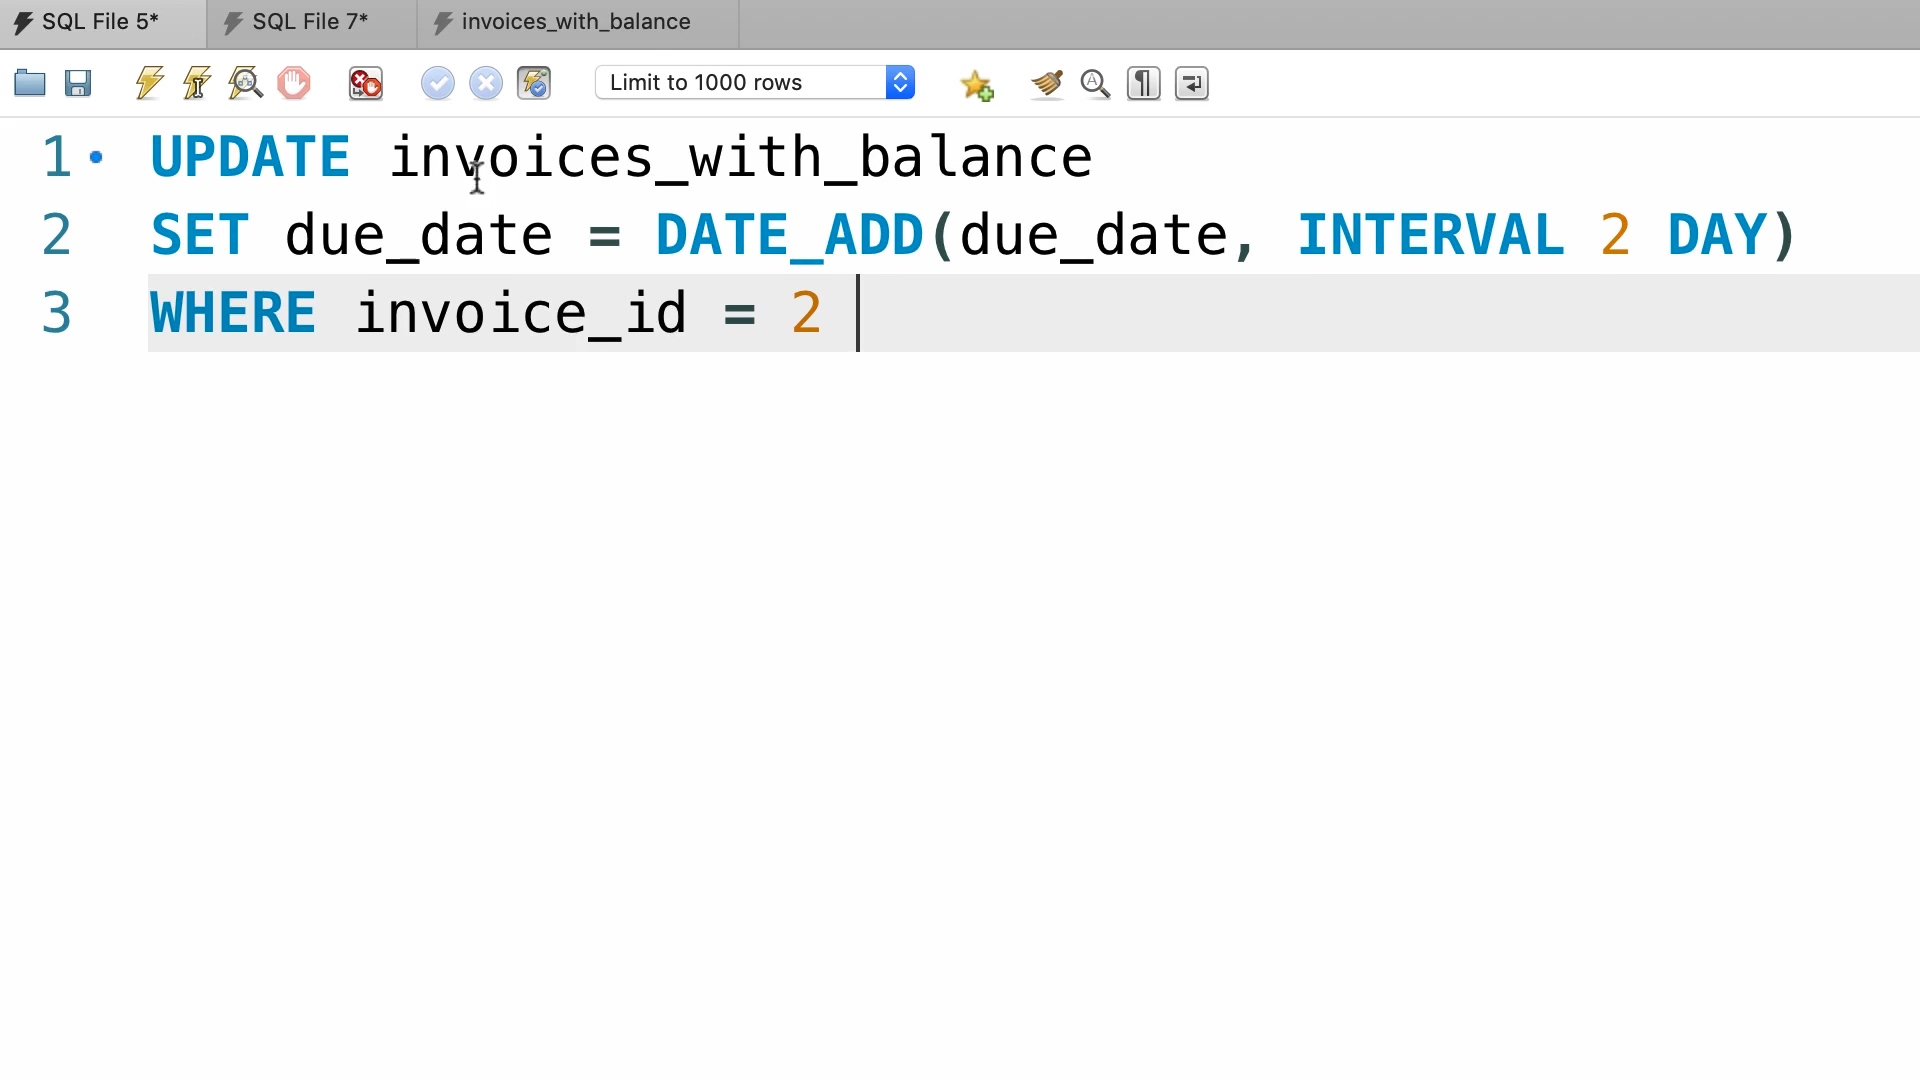 SQL File 5* SQL File 7* invoices_with_balance
Limit to 1000 rows
1 UPDATE invoices_with_balance
2 SET due_date = DATE_ADD(due_date, INTERVAL 2 DAY)
3 WHERE invoice_id = 2